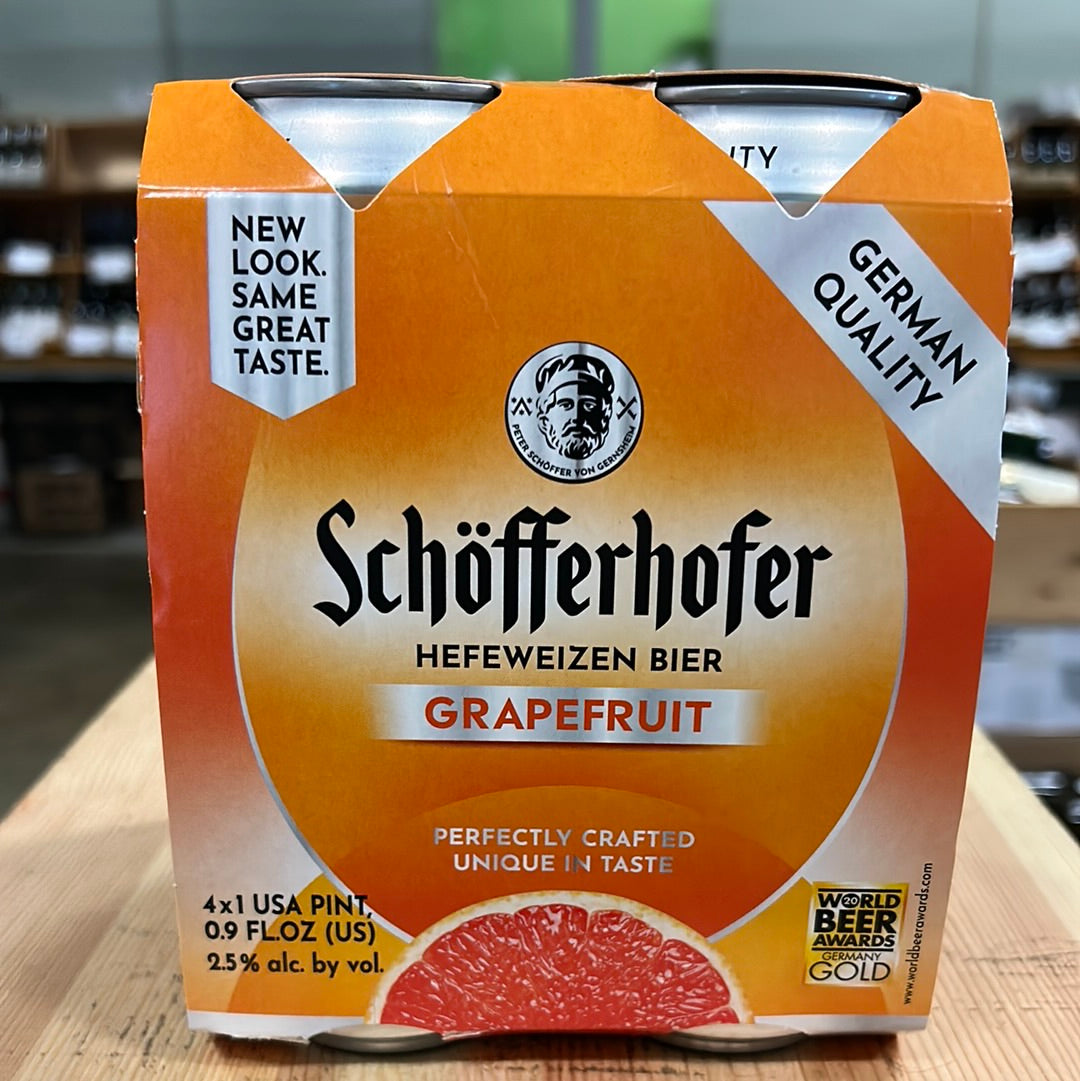 ITY
NEW
LOOK.
SAME
GREAT
TASTE.
GERMAN
QUALITY
PETER SCHÖFFER VON GERNSHEIM
Schöfferhofer
HEFEWEIZEN BIER
GRAPEFRUIT
PERFECTLY CRAFTED
UNIQUE IN TASTE
4x1 USA PINT,
0.9 FL.OZ (US)
2.5% alc. by vol.
WORLD
20
BEER
AWARDS
GERMANY
GOLD
www.worldbeerawards.com